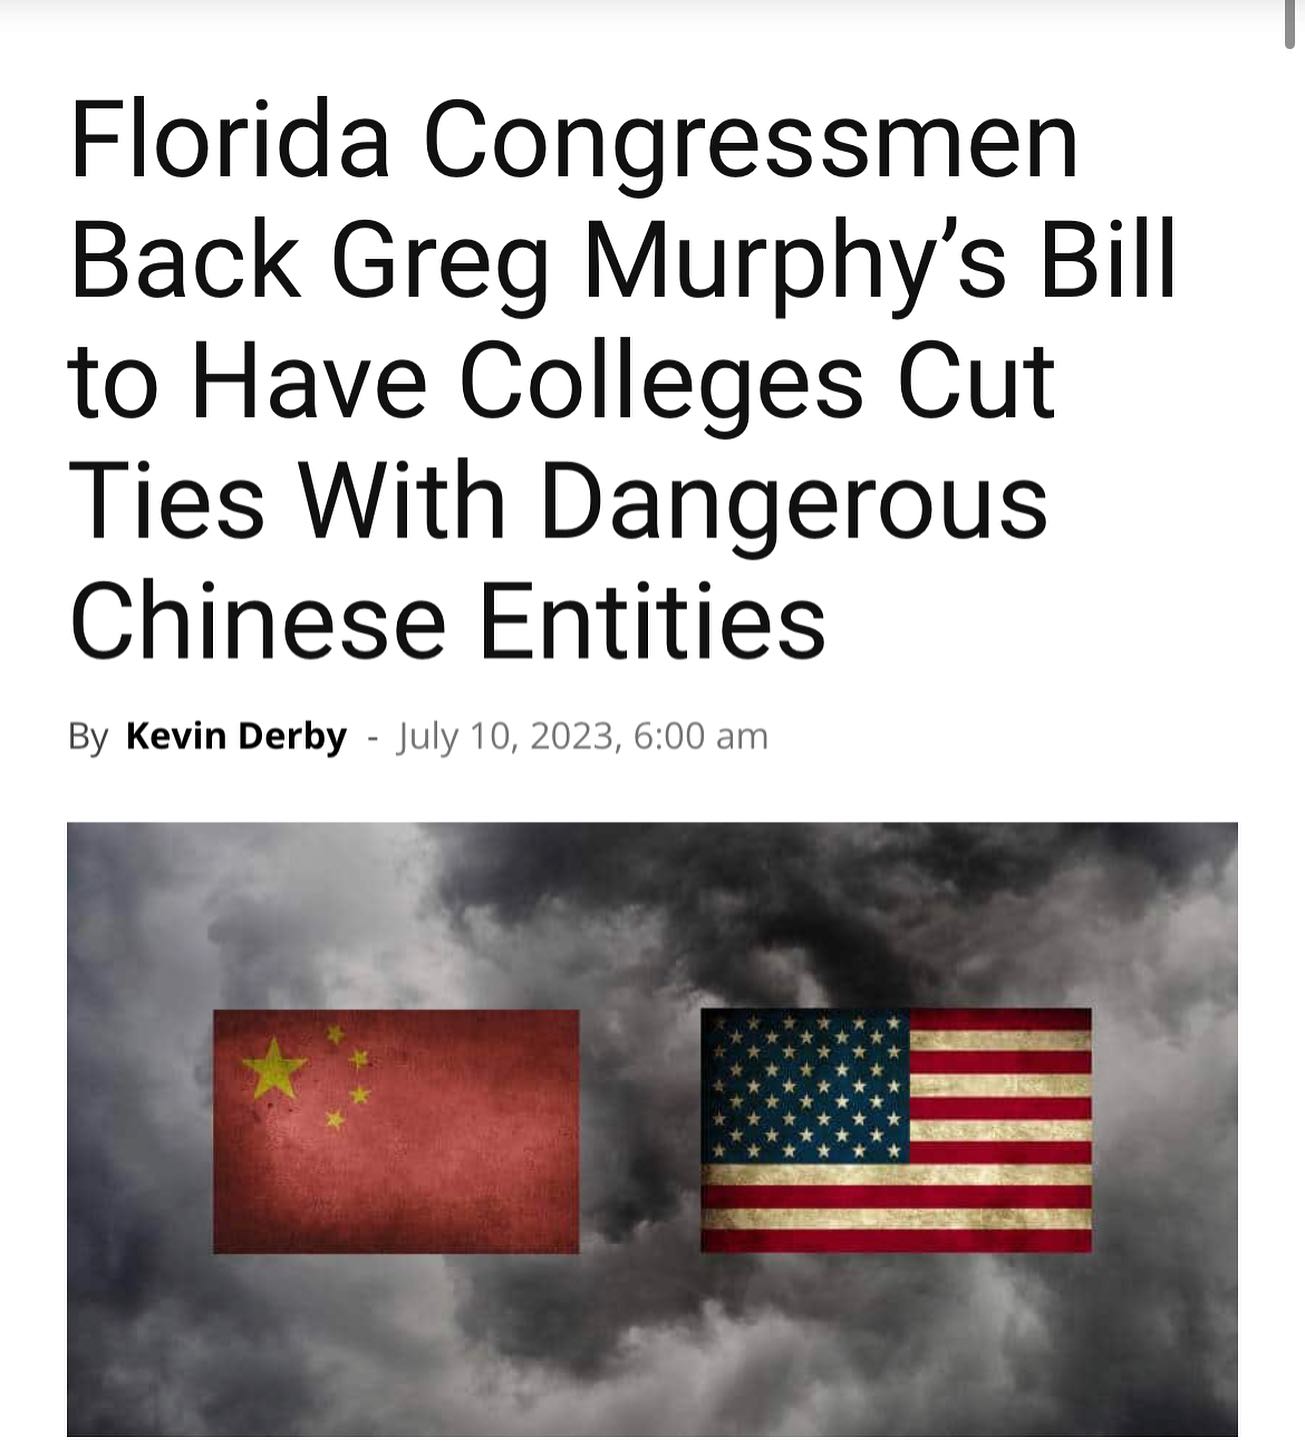 Florida Congressmen
Back Greg Murphy’s Bill
to Have Colleges Cut
Ties With Dangerous
Chinese Entities
By Kevin Derby - July 10, 2023, 6:00 am